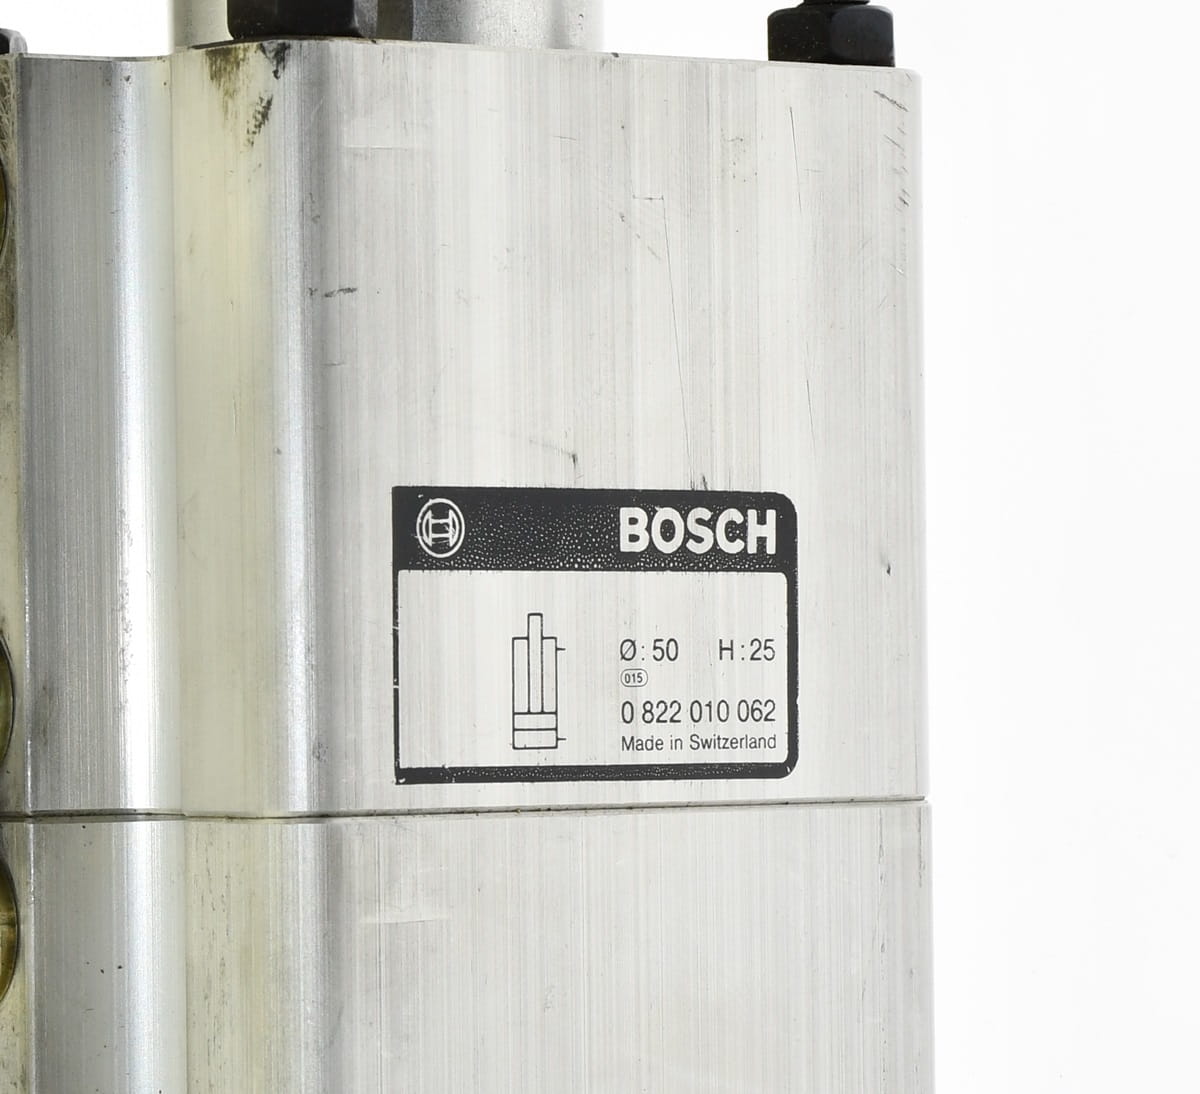 BOSCH
Ø: 50 H: 25
015
0 822 010 062
Made in Switzerland